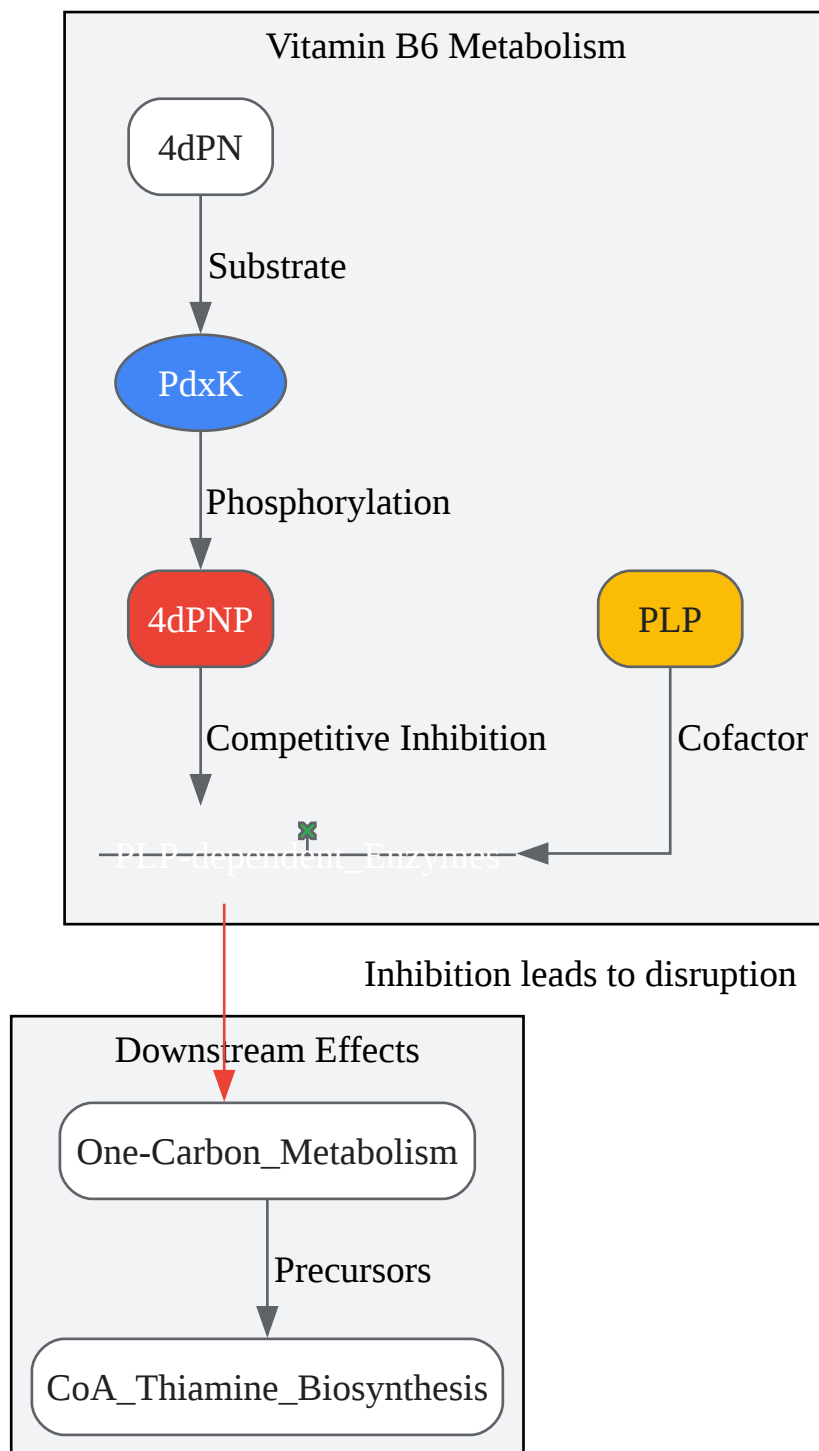 Vitamin B6 Metabolism
4dPN
Substrate
PdxK
Phosphorylation
4dPNP
PLP
Competitive Inhibition
Cofactor
PLP-dependent_Enzymes
Inhibition leads to disruption
Downstream Effects
One-Carbon_Metabolism
Precursors
CoA_Thiamine_Biosynthesis